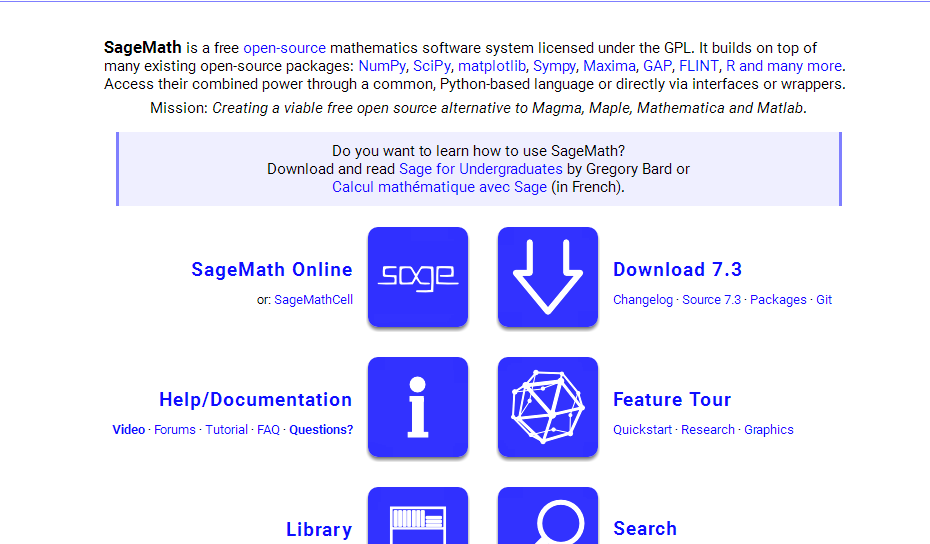 SageMath is a free open-source mathematics software system licensed under the GPL. It builds on top of
many existing open-source packages: NumPy, SciPy, matplotlib, Sympy, Maxima, GAP, FLINT, R and many more.
Access their combined power through a common, Python-based language or directly via interfaces or wrappers.
Mission: Creating a viable free open source alternative to Magma, Maple, Mathematica and Matlab.
Do you want to learn how to use SageMath?
Download and read Sage for Undergraduates by Gregory Bard or
Calcul mathématique avec Sage (in French).
SageMath Online
or: SageMathCell
sage
Download 7.3
Changelog · Source 7.3 · Packages · Git
Help/Documentation
Video · Forums · Tutorial · FAQ · Questions?
i
Feature Tour
Quickstart · Research · Graphics
Library
Search